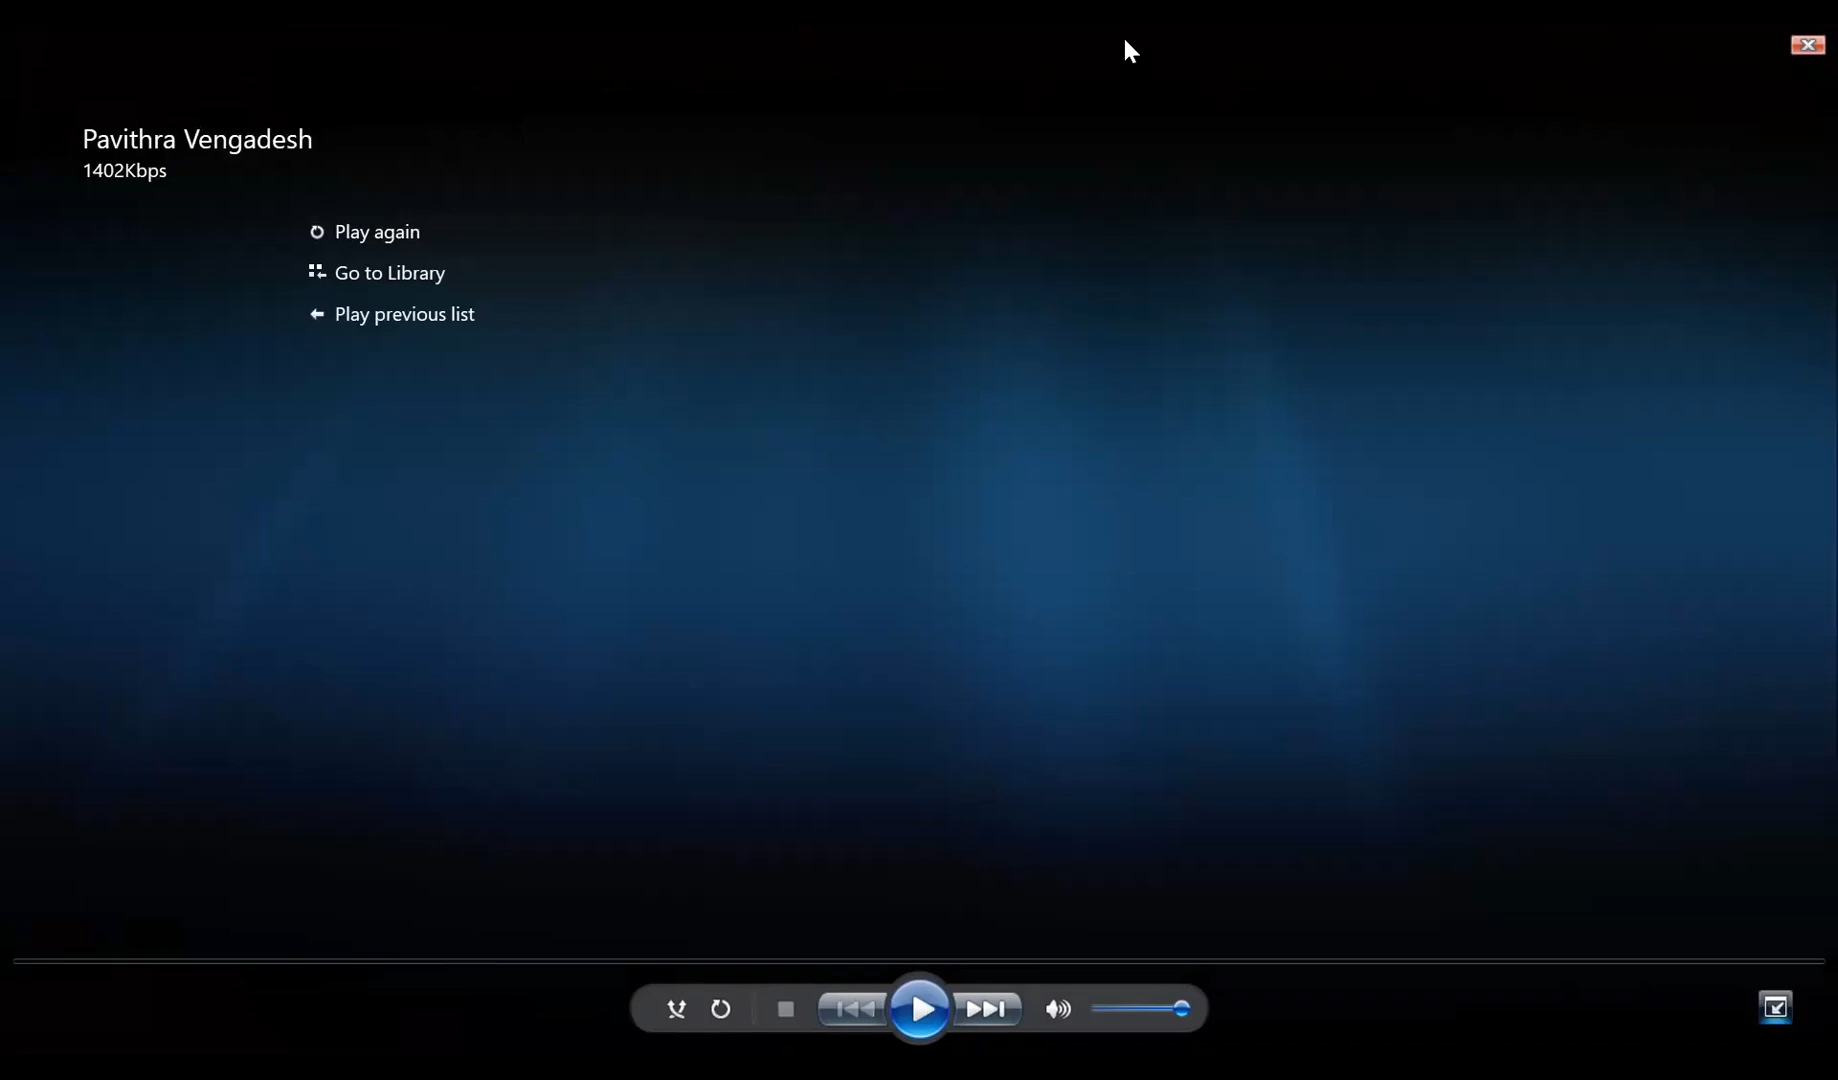 Pavithra Vengadesh
1402Kbps
Play again
Go to Library
Play previous list